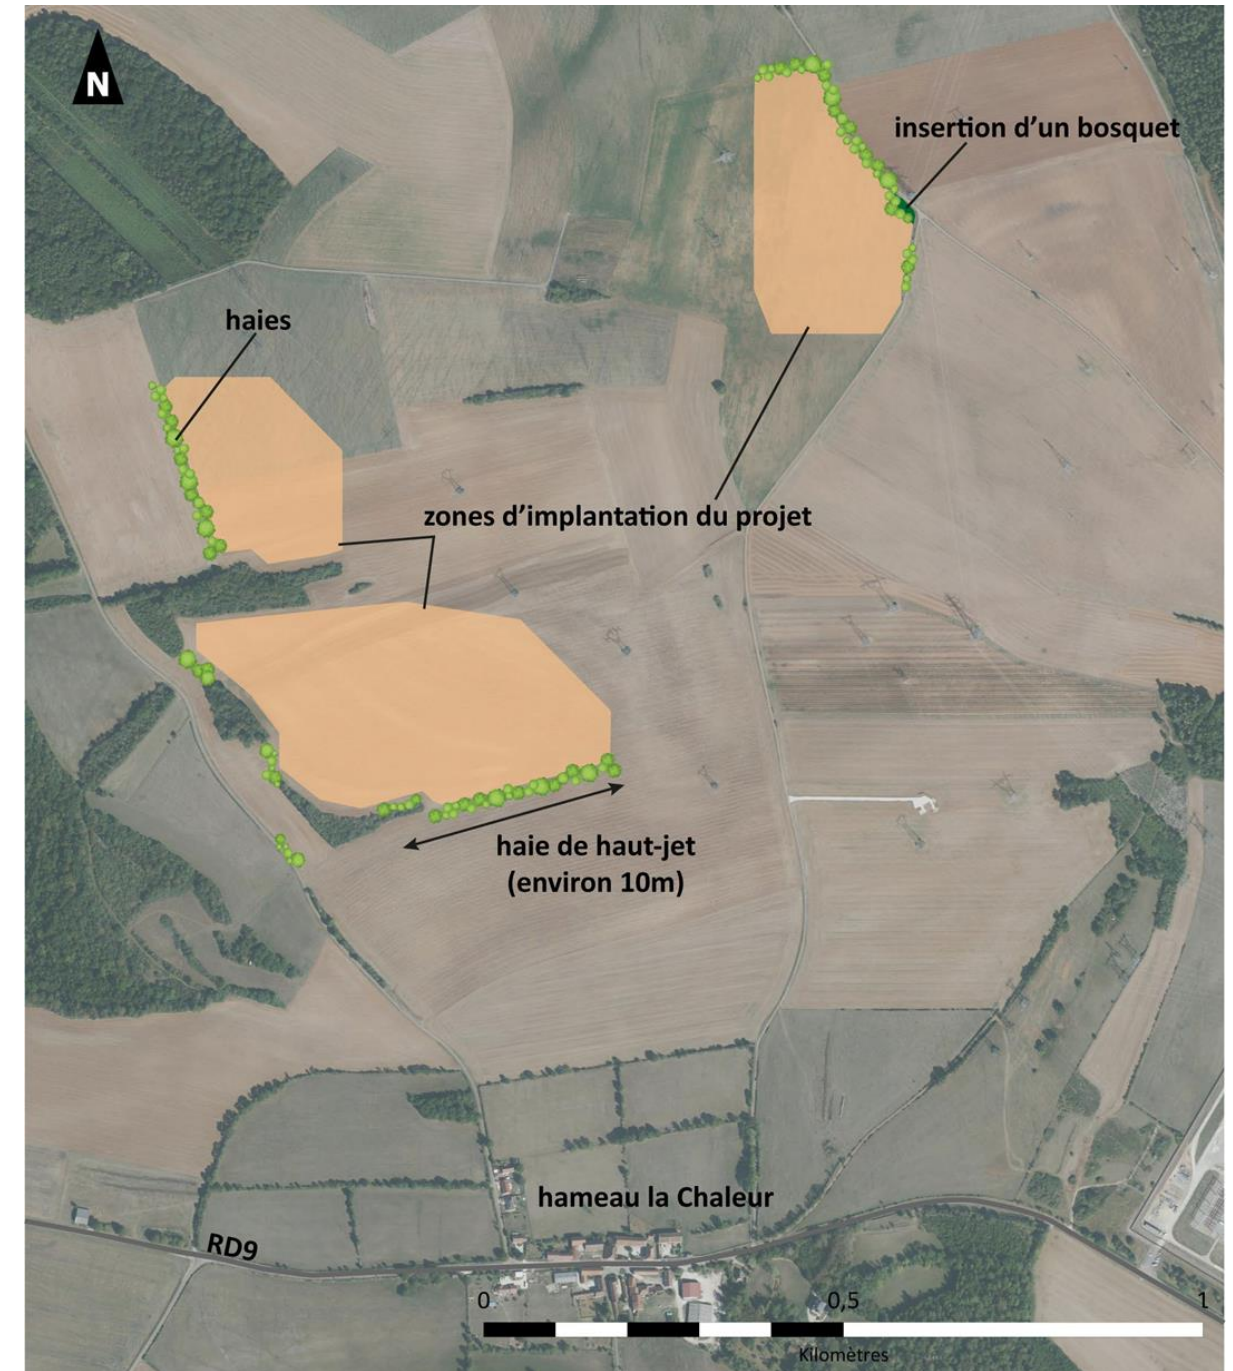 N
insertion d'un bosquet
haies
zones d'implantation du projet
haie de haut-jet
(environ 10m)
hameau la Chaleur
RD9
0 0,5 1
Kilomètres